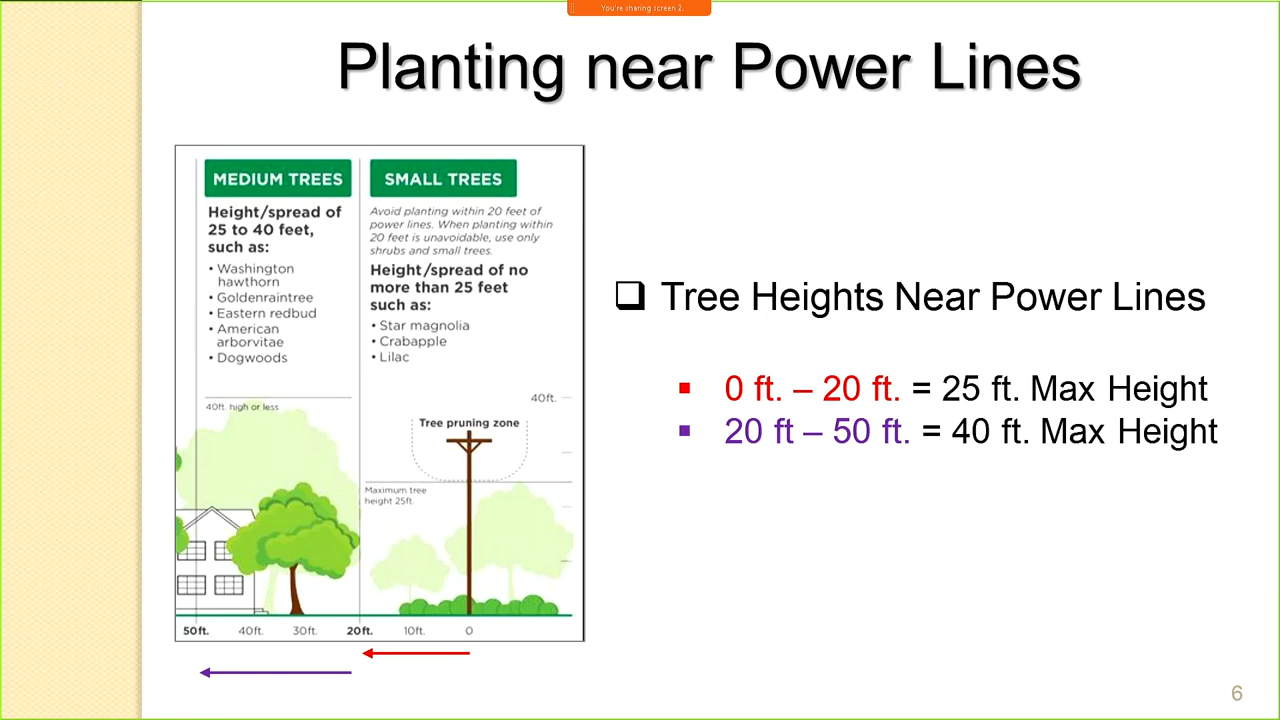 You're sharing screen 2.
Planting near Power Lines
MEDIUM TREES
Height/spread of
25 to 40 feet,
such as:
• Washington
hawthorn
• Goldenraintree
• Eastern redbud
• American
arborvitae
• Dogwoods
40ft. high or less
SMALL TREES
Avoid planting within 20 feet of
power lines. When planting within
20 feet is unavoidable, use only
shrubs and small trees.
Height/spread of no
more than 25 feet
such as:
• Star magnolia
• Crabapple
• Lilac
40ft.
Tree pruning zone
Maximum tree
height 25ft.
50ft. 40ft. 30ft. 20ft. 10ft. 0
❑ Tree Heights Near Power Lines
▪ 0 ft. – 20 ft. = 25 ft. Max Height
▪ 20 ft – 50 ft. = 40 ft. Max Height
6